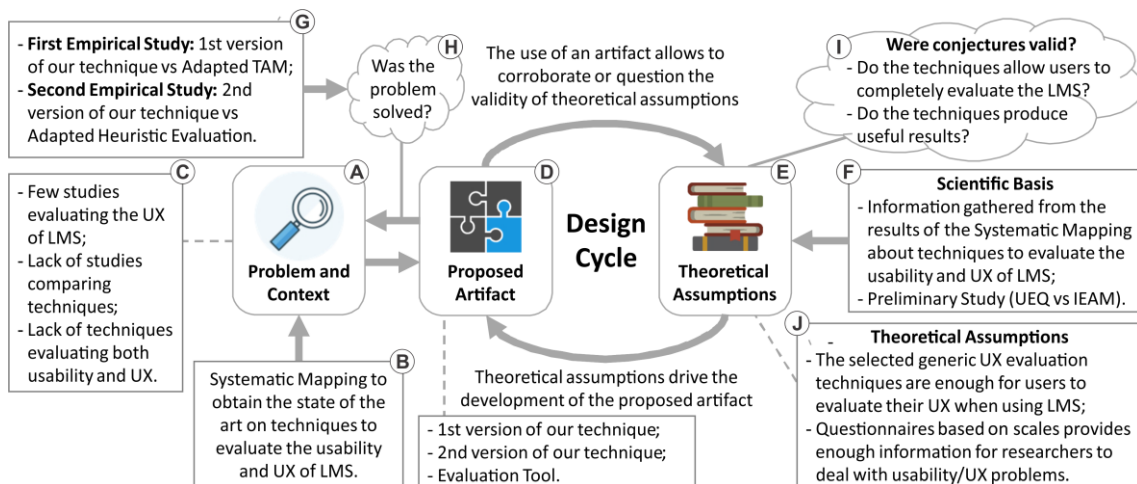 G
- First Empirical Study: 1st version
of our technique vs Adapted TAM;
- Second Empirical Study: 2nd
version of our technique vs
Adapted Heuristic Evaluation.
H
Was the
problem
solved?
The use of an artifact allows to
corroborate or question the
validity of theoretical assumptions
I
Were conjectures valid?
- Do the techniques allow users to
completely evaluate the LMS?
- Do the techniques produce
useful results?
C
- Few studies
evaluating the UX
of LMS;
- Lack of studies
comparing
techniques;
- Lack of techniques
evaluating both
usability and UX.
A
Problem and
Context
D
Proposed
Artifact
Design
Cycle
E
Theoretical
Assumptions
F
Scientific Basis
- Information gathered from the
results of the Systematic Mapping
about techniques to evaluate the
usability and UX of LMS;
- Preliminary Study (UEQ vs IEAM).
B
Systematic Mapping to
obtain the state of the
art on techniques to
evaluate the usability
and UX of LMS.
Theoretical assumptions drive the
development of the proposed artifact
- 1st version of our technique;
- 2nd version of our technique;
- Evaluation Tool.
J
-
Theoretical Assumptions
- The selected generic UX evaluation
techniques are enough for users to
evaluate their UX when using LMS;
- Questionnaires based on scales provides
enough information for researchers to
deal with usability/UX problems.